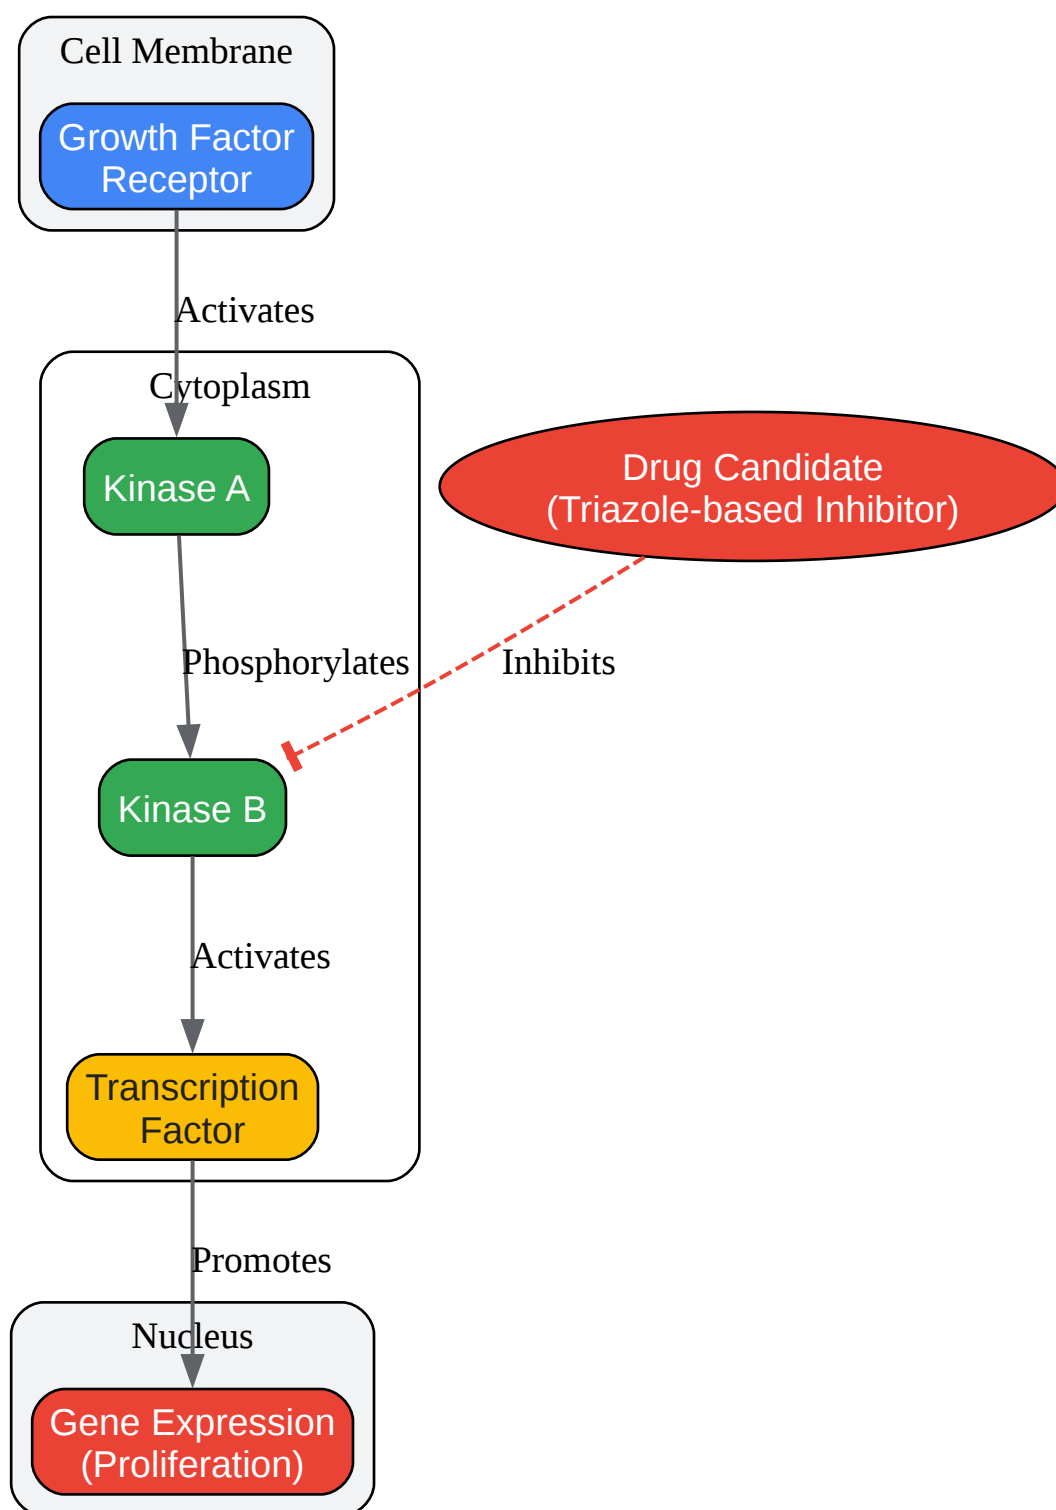 Cell Membrane
Growth Factor
Receptor
Activates
Cytoplasm
Kinase A
Drug Candidate
(Triazole-based Inhibitor)
Phosphorylates
Inhibits
Kinase B
Activates
Transcription
Factor
Promotes
Nucleus
Gene Expression
(Proliferation)